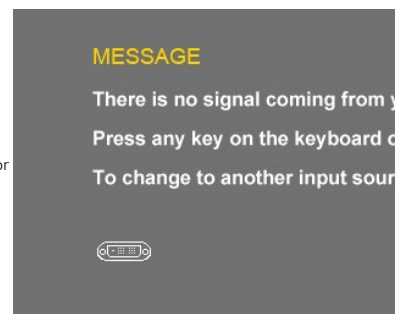 MESSAGE
There is no signal coming from
Press any key on the keyboard
or
To change to another input